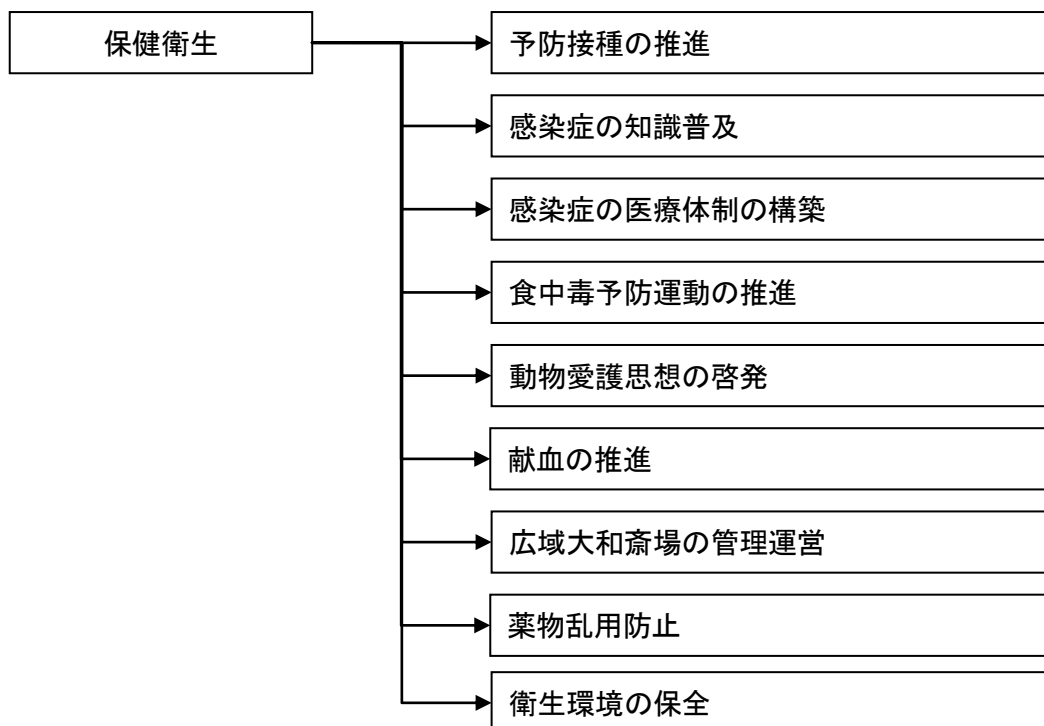 保健衛生
予防接種の推進
感染症の知識普及
感染症の医療体制の構築
食中毒予防運動の推進
動物愛護思想の啓発
献血の推進
広域大和斎場の管理運営
薬物乱用防止
衛生環境の保全